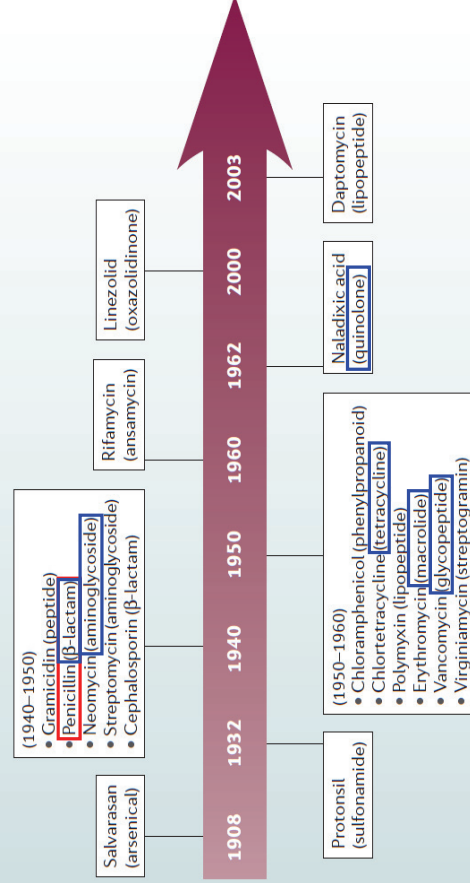 Salvarasan
(arsenical)
(1940–1950)
• Gramicidin (peptide)
• Penicillin (β-lactam)
• Neomycin (aminoglycoside)
• Streptomycin (aminoglycoside)
• Cephalosporin (β-lactam)
Rifamycin
(ansamycin)
Linezolid
(oxazolidinone)
1908
1932
1940
1950
1960
1962
2000
2003
Protonsil
(sulfonamide)
(1950–1960)
• Chloramphenicol (phenylpropanoid)
• Chlortetracycline (tetracycline)
• Polymyxin (lipopeptide)
• Erythromycin (macrolide)
• Vancomycin (glycopeptide)
• Virginiamycin (streptogramin)
Naladixic acid
(quinolone)
Daptomycin
(lipopeptide)